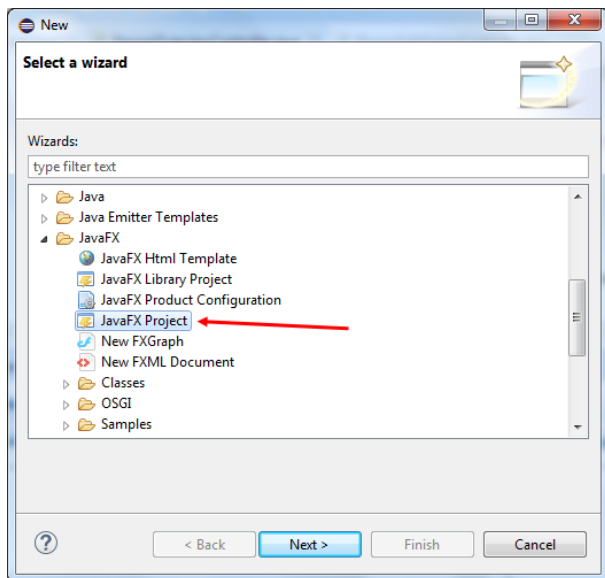 New
Select a wizard
Wizards:
type filter text
Java
Java Emitter Templates
JavaFX
JavaFX Html Template
JavaFX Library Project
JavaFX Product Configuration
JavaFX Project
New FXGraph
New FXML Document
Classes
OSGI
Samples
< Back Next > Finish Cancel